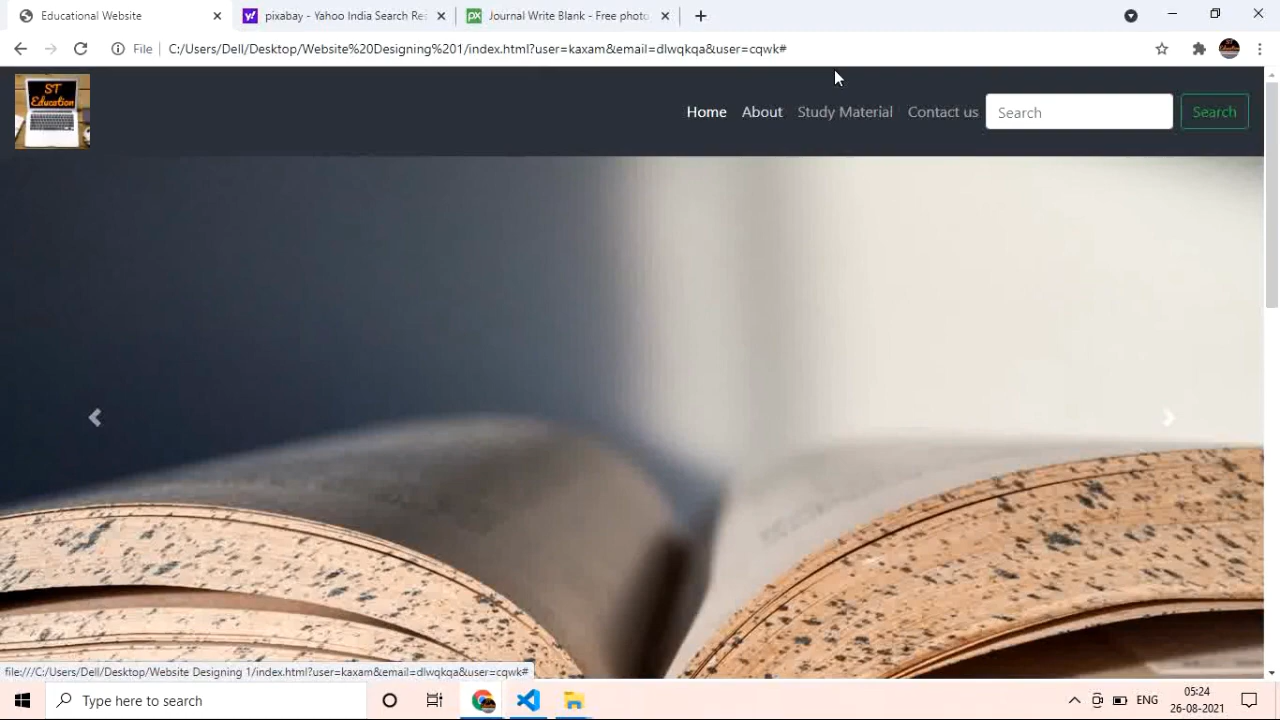 Educational Website
pixabay - Yahoo India Search Res
Journal Write Blank - Free photo
File
C:/Users/Dell/Desktop/Website%20Designing%201/index.html?user=kaxam&email=dlwqkqa&user=cqwk#
ST
Education
Home
About
Study Material
Contact us
Search
Search
file:///C:/Users/Dell/Desktop/Website Designing 1/index.html?user=kaxam&email=dlwqkqa&user=cqwk#
Type here to search
ENG
05:24
26-08-2021